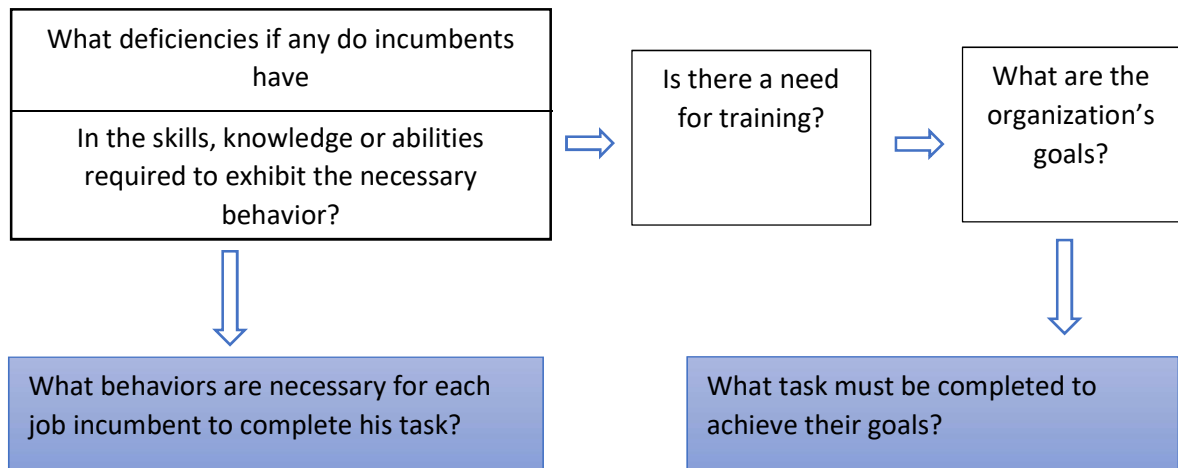 What deficiencies if any do incumbents
have
In the skills, knowledge or abilities
required to exhibit the necessary
behavior?
Is there a need
for training?
What are the
organization’s
goals?
What behaviors are necessary for each
job incumbent to complete his task?
What task must be completed to
achieve their goals?